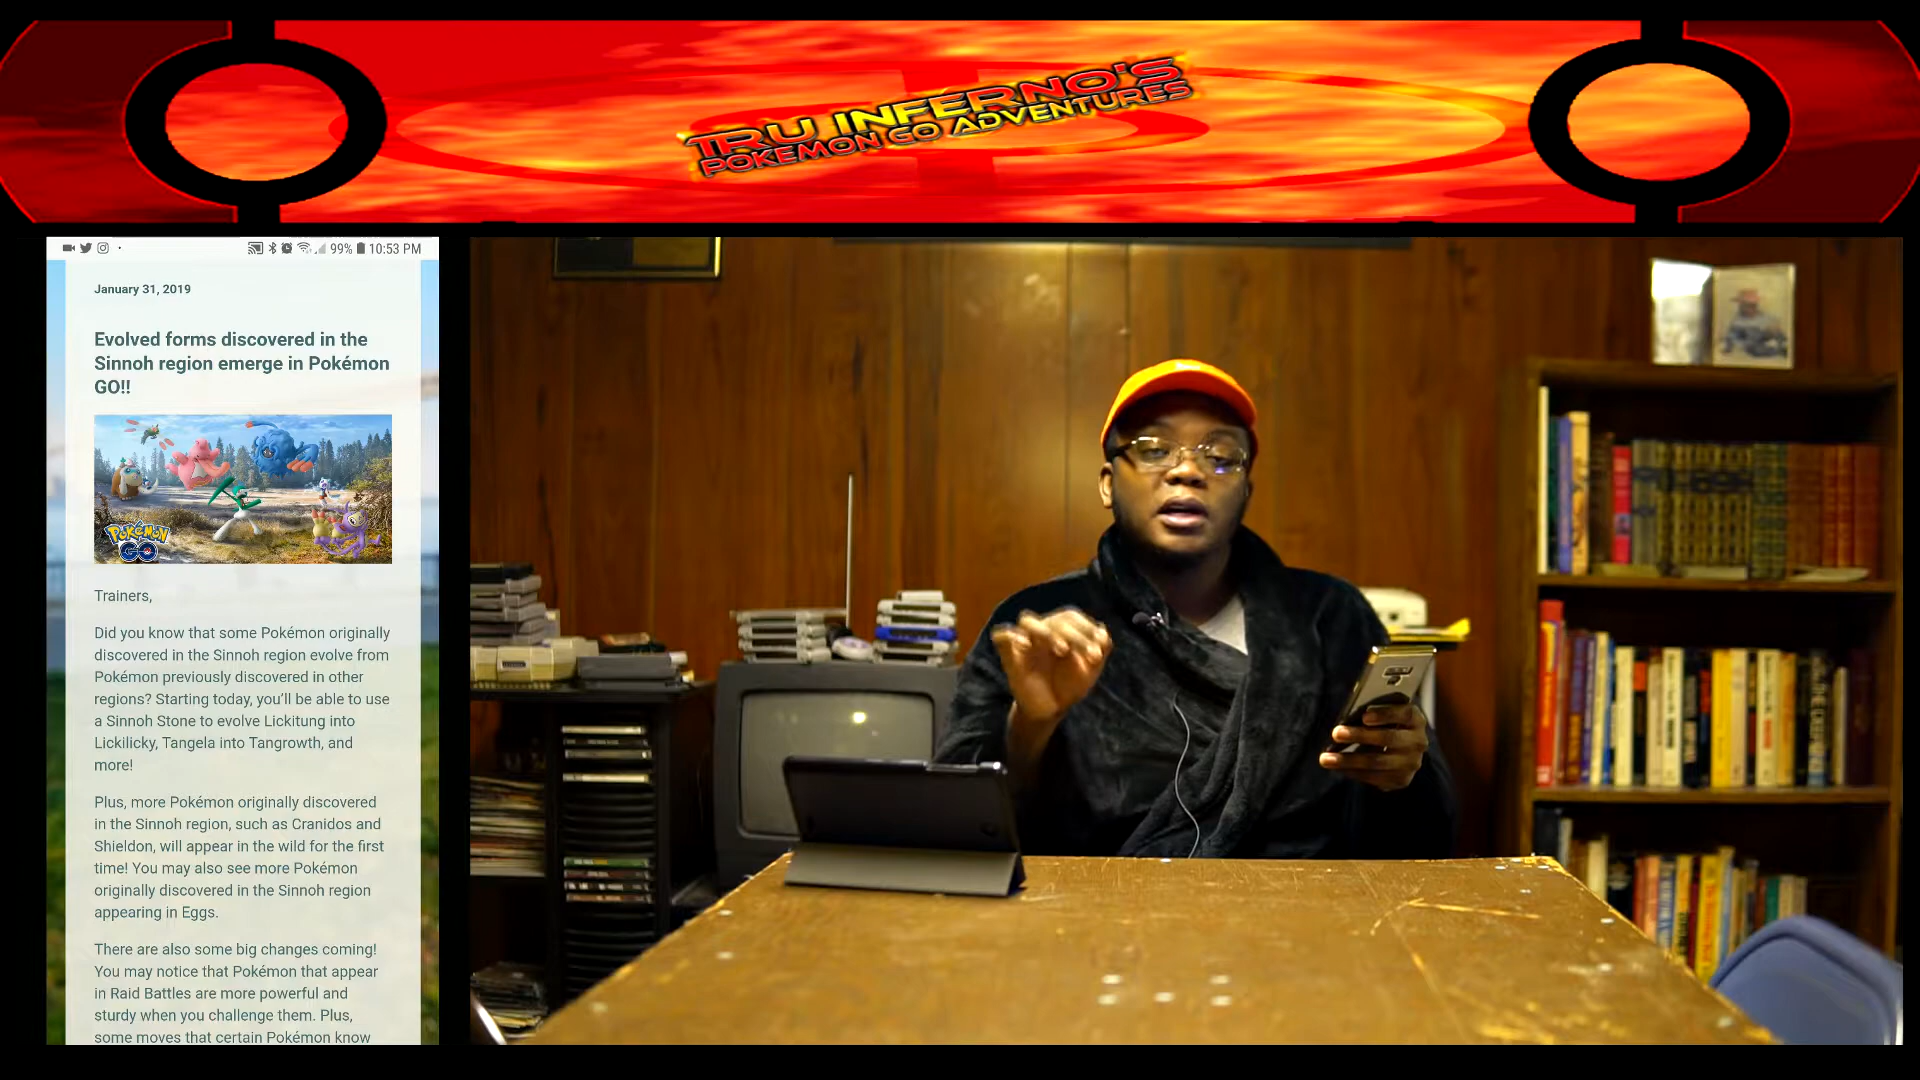 TRU INFERNO'S
POKEMON GO ADVENTURES
99% 10:53 PM
January 31, 2019
Evolved forms discovered in the
Sinnoh region emerge in Pokémon
GO!!
POKÉMON
GO
Trainers,
Did you know that some Pokémon originally
discovered in the Sinnoh region evolve from
Pokémon previously discovered in other
regions? Starting today, you’ll be able to use
a Sinnoh Stone to evolve Lickitung into
Lickilicky, Tangela into Tangrowth, and
more!
Plus, more Pokémon originally discovered
in the Sinnoh region, such as Cranidos and
Shieldon, will appear in the wild for the first
time! You may also see more Pokémon
originally discovered in the Sinnoh region
appearing in Eggs.
There are also some big changes coming!
You may notice that Pokémon that appear
in Raid Battles are more powerful and
sturdy when you challenge them. Plus,
some moves that certain Pokémon know